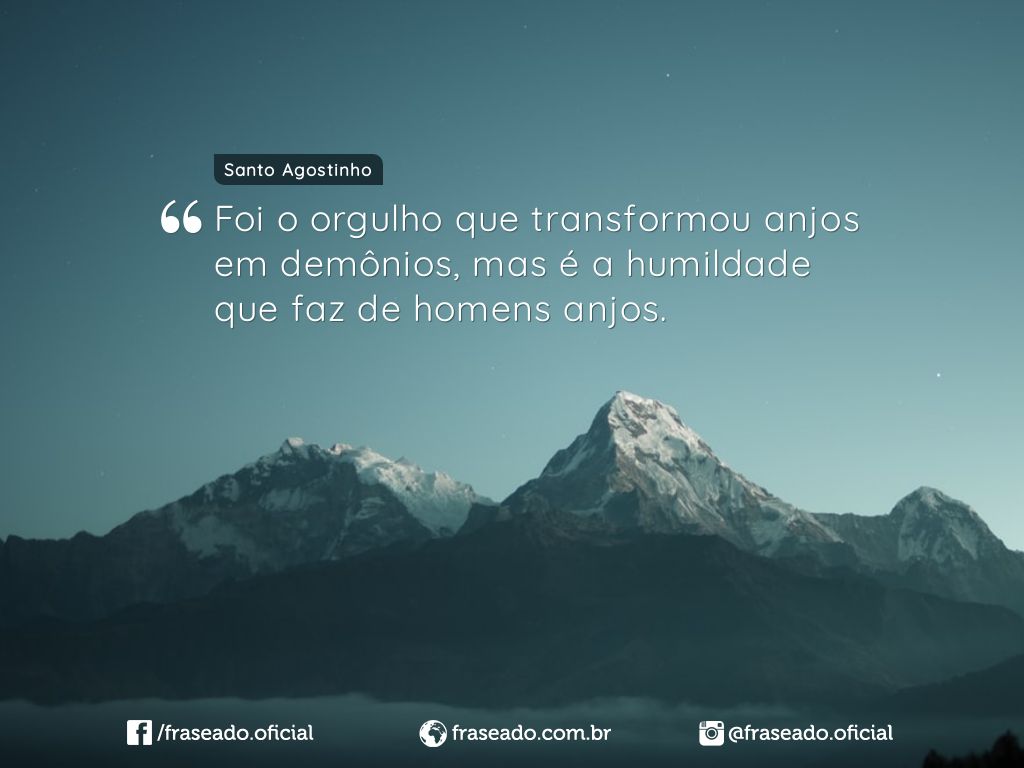 Santo Agostinho
Foi o orgulho que transformou anjos
em demônios, mas é a humildade
que faz de homens anjos.
/fraseado.oficial
fraseado.com.br
@fraseado.oficial